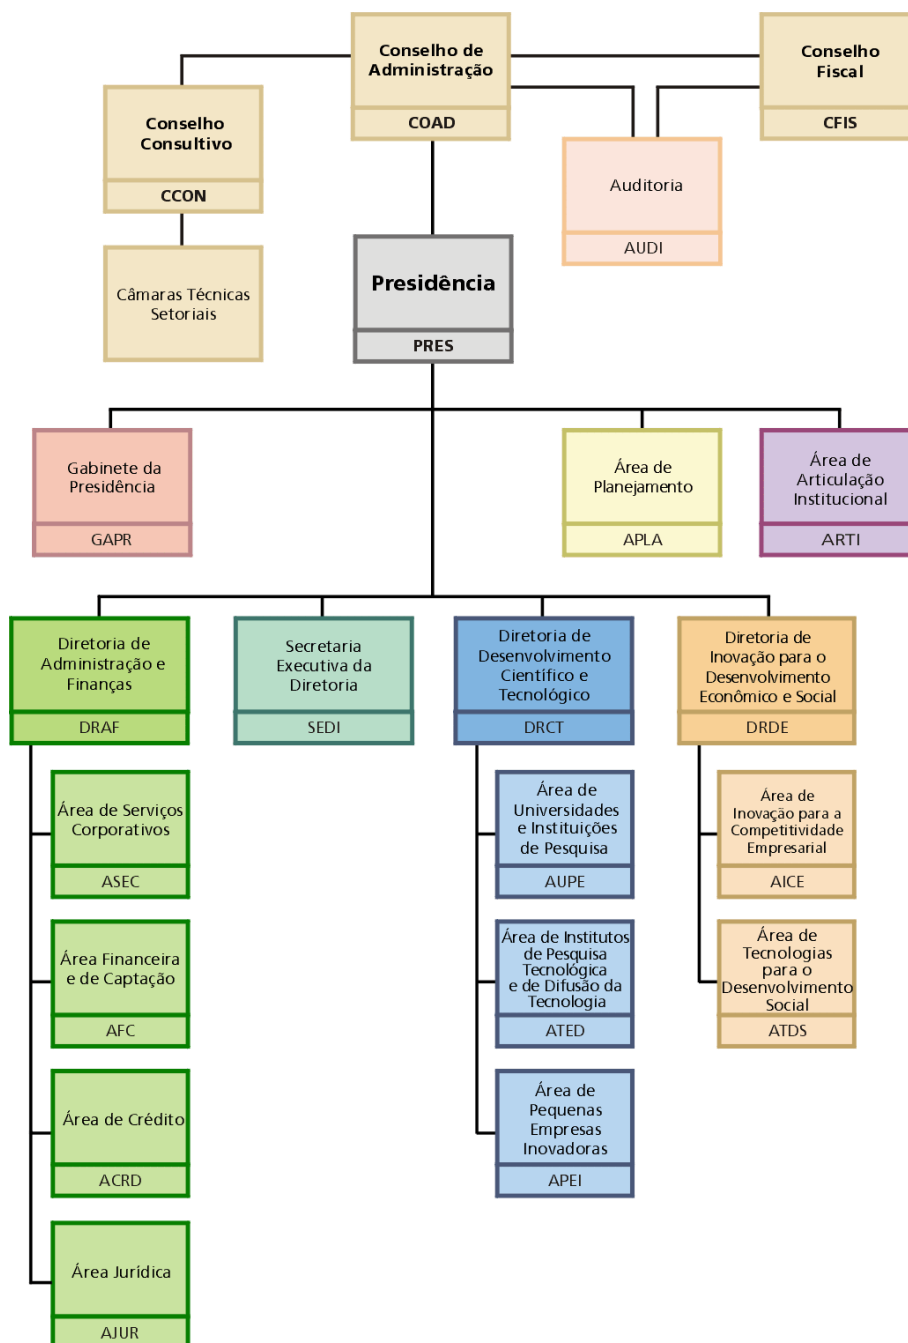 Conselho de
Administração
COAD
Conselho
Fiscal
CFIS
Conselho
Consultivo
CCON
Auditoria
AUDI
Câmaras Técnicas
Setoriais
Presidência
PRES
Gabinete da
Presidência
GAPR
Área de
Planejamento
APLA
Área de
Articulação
Institucional
ARTI
Diretoria de
Administração e
Finanças
DRAF
Secretaria
Executiva da
Diretoria
SEDI
Diretoria de
Desenvolvimento
Científico e
Tecnológico
DRCT
Diretoria de
Inovação para o
Desenvolvimento
Econômico e Social
DRDE
Área de Serviços
Corporativos
ASEC
Área Financeira
e de Captação
AFC
Área de Crédito
ACRD
Área Jurídica
AJUR
Área de
Universidades
e Instituições
de Pesquisa
AUPE
Área de Institutos
de Pesquisa
Tecnológica
e de Difusão da
Tecnologia
ATED
Área de
Pequenas
Empresas
Inovadoras
APEI
Área de
Inovação para a
Competitividade
Empresarial
AICE
Área de
Tecnologias
para o
Desenvolvimento
Social
ATDS